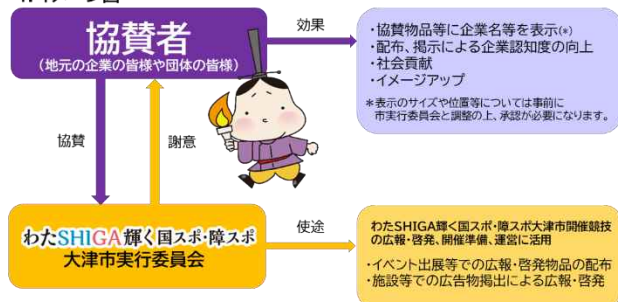 協賛者
(地元の企業の皆様や団体の皆様)
効果
・協賛物品等に企業名等を表示(*)
・配布、掲示による企業認知度の向上
・社会貢献
・イメージアップ
*表示のサイズや位置等については事前に
市実行委員会と調整の上、承認が必要になります。
協賛
謝意
わたSHIGA輝く国スポ・障スポ
大津市実行委員会
使途
わたSHIGA輝く国スポ・障スポ大津市開催競技
の広報・啓発、開催準備、運営に活用
・イベント出展等での広報・啓発物品の配布
・施設等での広告物掲出による広報・啓発